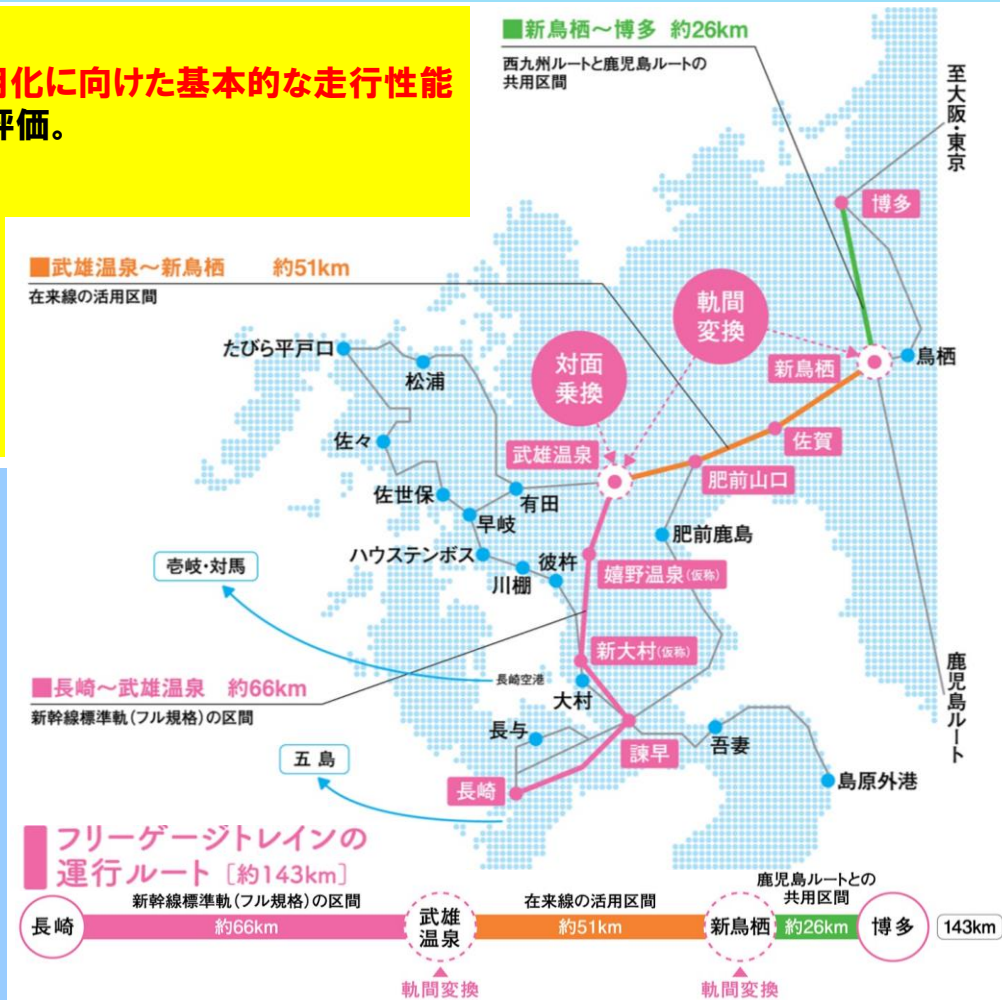 用化に向けた基本的な走行性能
評価。
■新鳥栖～博多 約26km
西九州ルートと鹿児島ルートの
共用区間
至大阪・東京
博多
■武雄温泉～新鳥栖 約51km
在来線の活用区間
軌間
変換
対面
乗換
たびら平戸口
松浦
新鳥栖
鳥栖
佐賀
佐々
武雄温泉
肥前山口
佐世保
有田
早岐
肥前鹿島
ハウステンボス
彼杵
川棚
嬉野温泉(仮称)
壱岐・対馬
新大村(仮称)
長崎空港
大村
鹿児島ルート
■長崎～武雄温泉 約66km
新幹線標準軌(フル規格)の区間
長与
諫早
吾妻
五島
長崎
島原外港
フリーゲージトレインの
運行ルート [約143km]
新幹線標準軌(フル規格)の区間
在来線の活用区間
鹿児島ルートとの
共用区間
長崎
約66km
武雄
温泉
約51km
新鳥栖
約26km
博多
143km
軌間変換
軌間変換